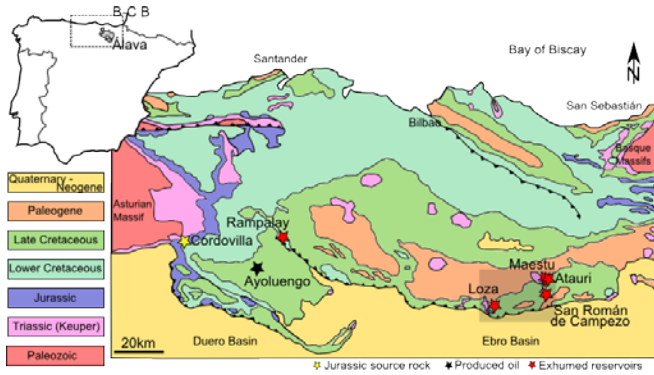 B C B
Álava
Santander
Bay of Biscay
N
San Sebastián
Bilbao
Basque
Massifs
Quaternary -
Neogene
Paleogene
Late Cretaceous
Lower Cretaceous
Jurassic
Triassic (Keuper)
Paleozoic
Asturian
Massif
Rampalay
Cordovilla
Ayoluengo
Maestu
Atauri
Loza
San Román
de Campezo
20km
Duero Basin
Ebro Basin
Jurassic source rock
Produced oil
Exhumed reservoirs